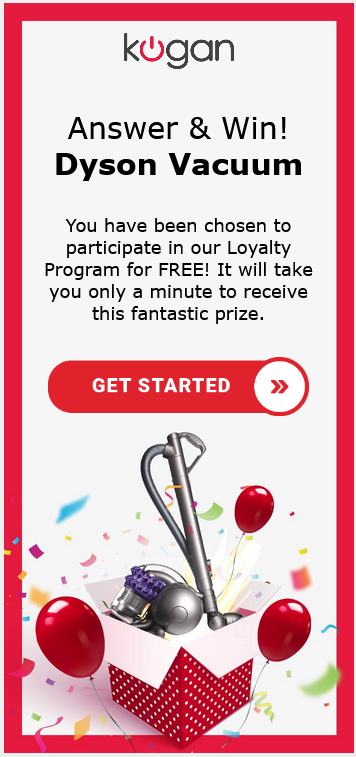 kogan
Answer & Win!
Dyson Vacuum
You have been chosen to
participate in our Loyalty
Program for FREE! It will take
you only a minute to receive
this fantastic prize.
GET STARTED »